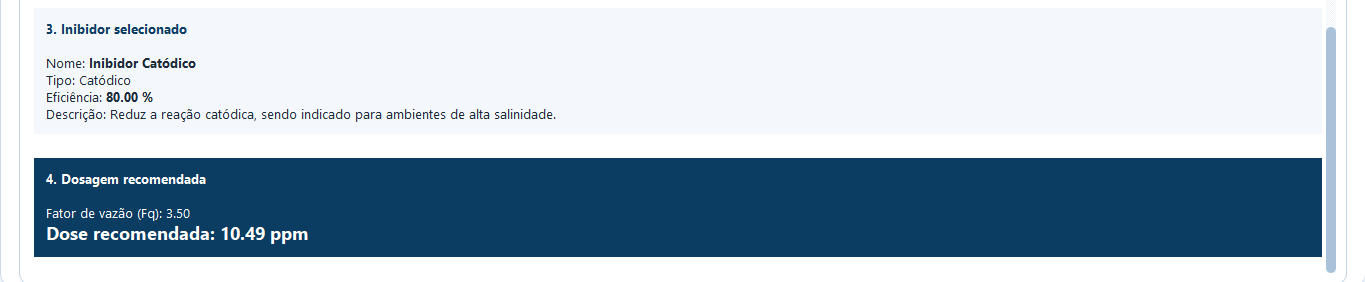 3. Inibidor selecionado
Nome: Inibidor Catódico
Tipo: Catódico
Eficiência: 80.00 %
Descrição: Reduz a reação catódica, sendo indicado para ambientes de alta salinidade.
4. Dosagem recomendada
Fator de vazão (Fq): 3.50
Dose recomendada: 10.49 ppm